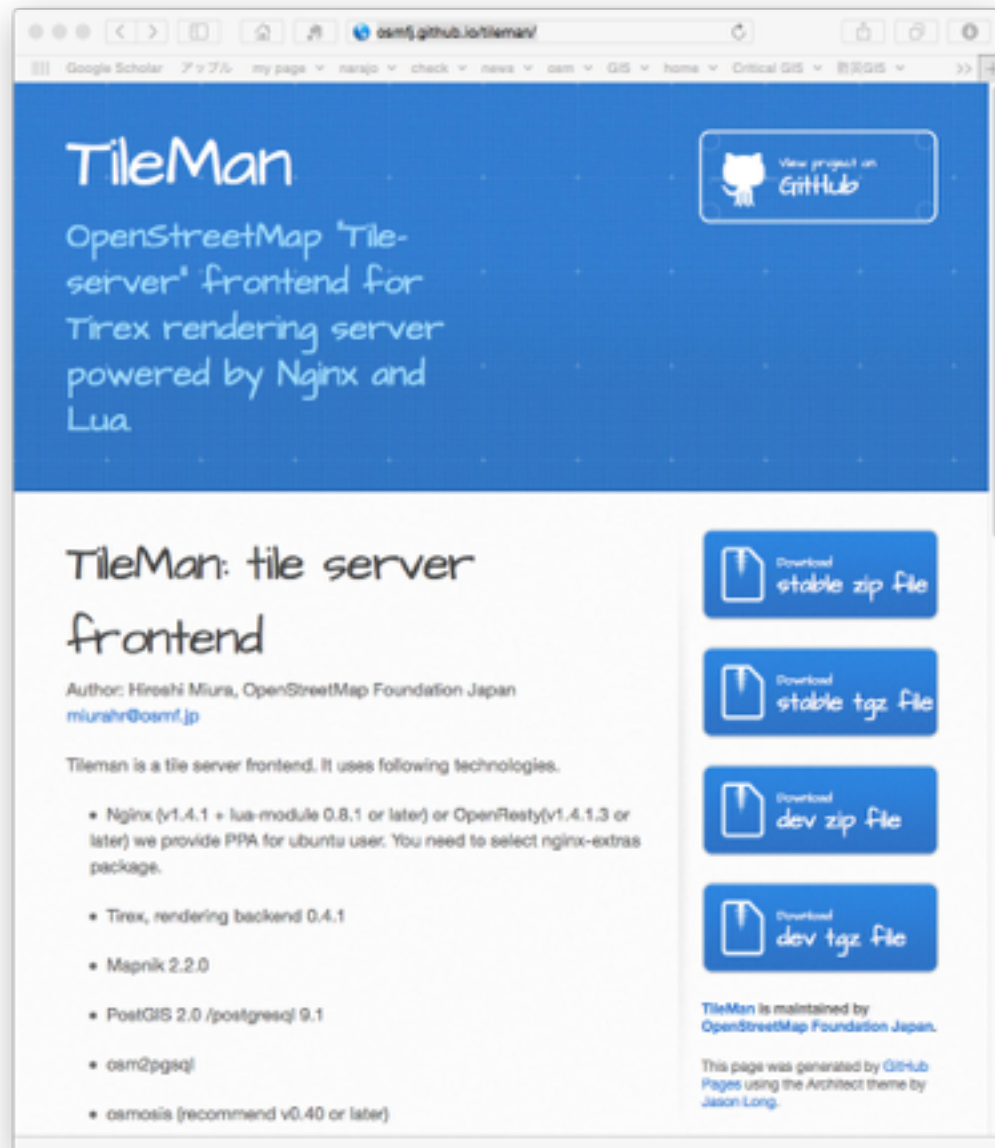 osmfj.github.io/tileman/
Google Scholar アップル my page narajo check news osm GIS home Critical GIS 防災GIS >>
TileMan
OpenStreetMap "Tile-
server" frontend for
Tirex rendering server
powered by Nginx and
Lua
View project on
GitHub
TileMan: tile server
frontend
Author: Hiroshi Miura, OpenStreetMap Foundation Japan
miurahr@osmf.jp
Tileman is a tile server frontend. It uses following technologies.
• Nginx (v1.4.1 + lua-module 0.8.1 or later) or OpenResty(v1.4.1.3 or
later) we provide PPA for ubuntu user. You need to select nginx-extras
package.
• Tirex, rendering backend 0.4.1
• Mapnik 2.2.0
• PostGIS 2.0 /postgresql 9.1
• osm2pgsql
• osmosis (recommend v0.40 or later)
Download
stable zip file
Download
stable tgz file
Download
dev zip file
Download
dev tgz file
TileMan is maintained by
OpenStreetMap Foundation Japan.
This page was generated by GitHub
Pages using the Architect theme by
Jason Long.